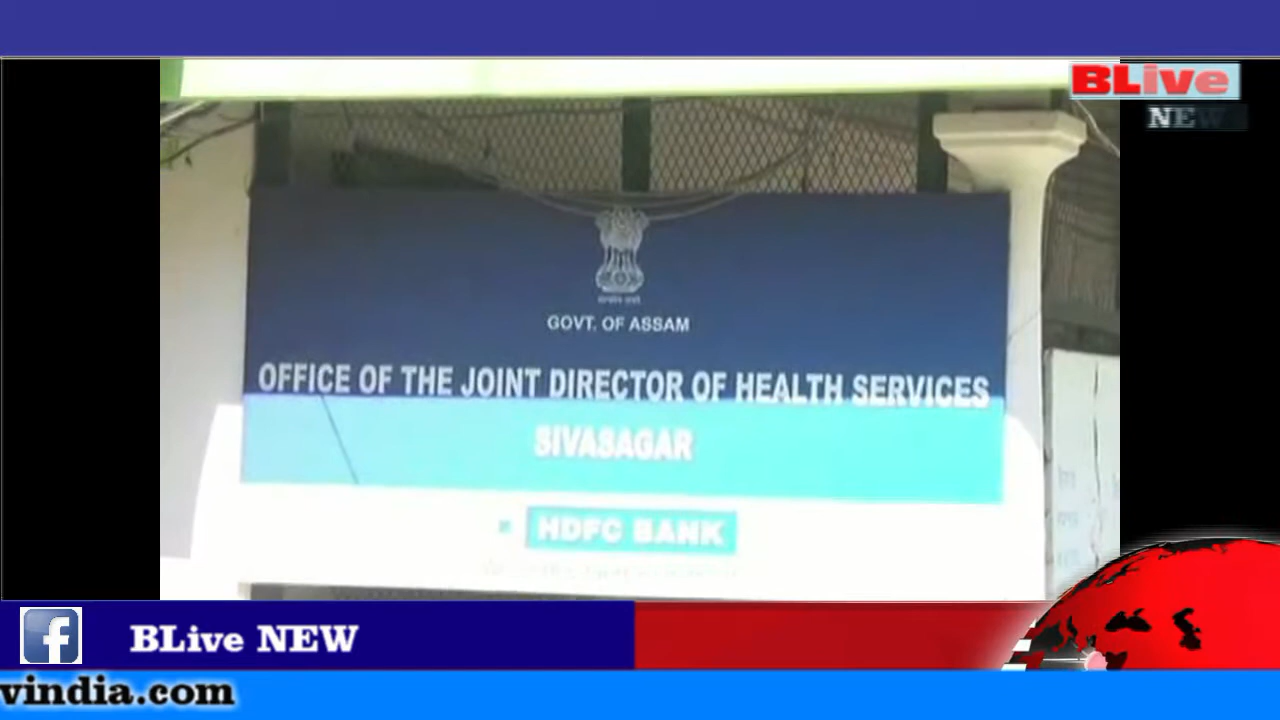 BLive
NEW
GOVT. OF ASSAM
OFFICE OF THE JOINT DIRECTOR OF HEALTH SERVICES
SIVASAGAR
HDFC BANK
BLive NEW
vindia.com